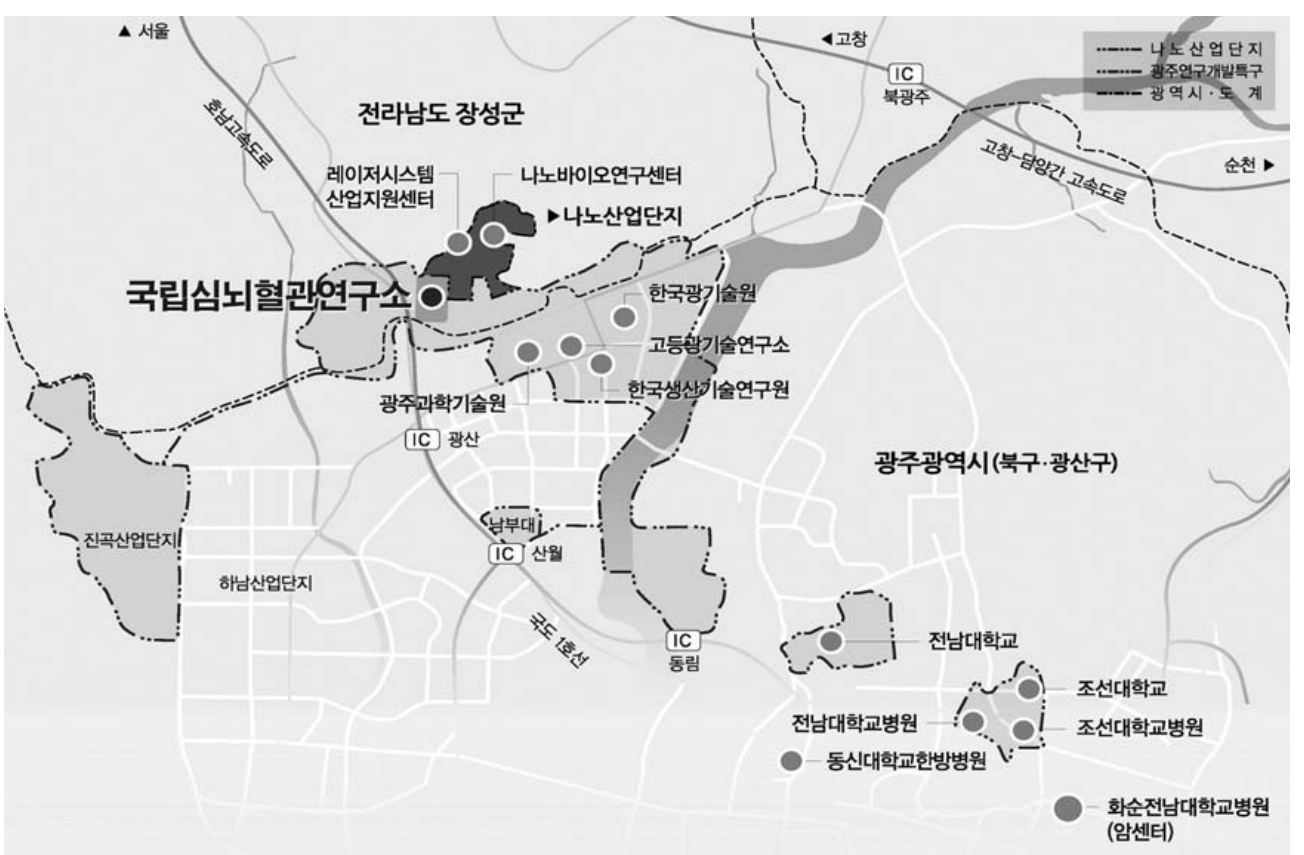 ▲ 서울
◀고창
나노산업단지
광주연구개발특구
광역시·도 계
IC
북광주
호남고속도로
전라남도 장성군
고창-담양간 고속도로
순천 ▶
레이저시스템
산업지원센터
나노바이오연구센터
▶나노산업단지
국립심뇌혈관연구소
한국광기술원
고등광기술연구소
한국생산기술연구원
광주과학기술원
IC 광산
광주광역시(북구·광산구)
남부대
진곡산업단지
IC 산월
하남산업단지
국도 1호선
IC
동림
전남대학교
조선대학교
전남대학교병원
조선대학교병원
동신대학교한방병원
화순전남대학교병원
(암센터)